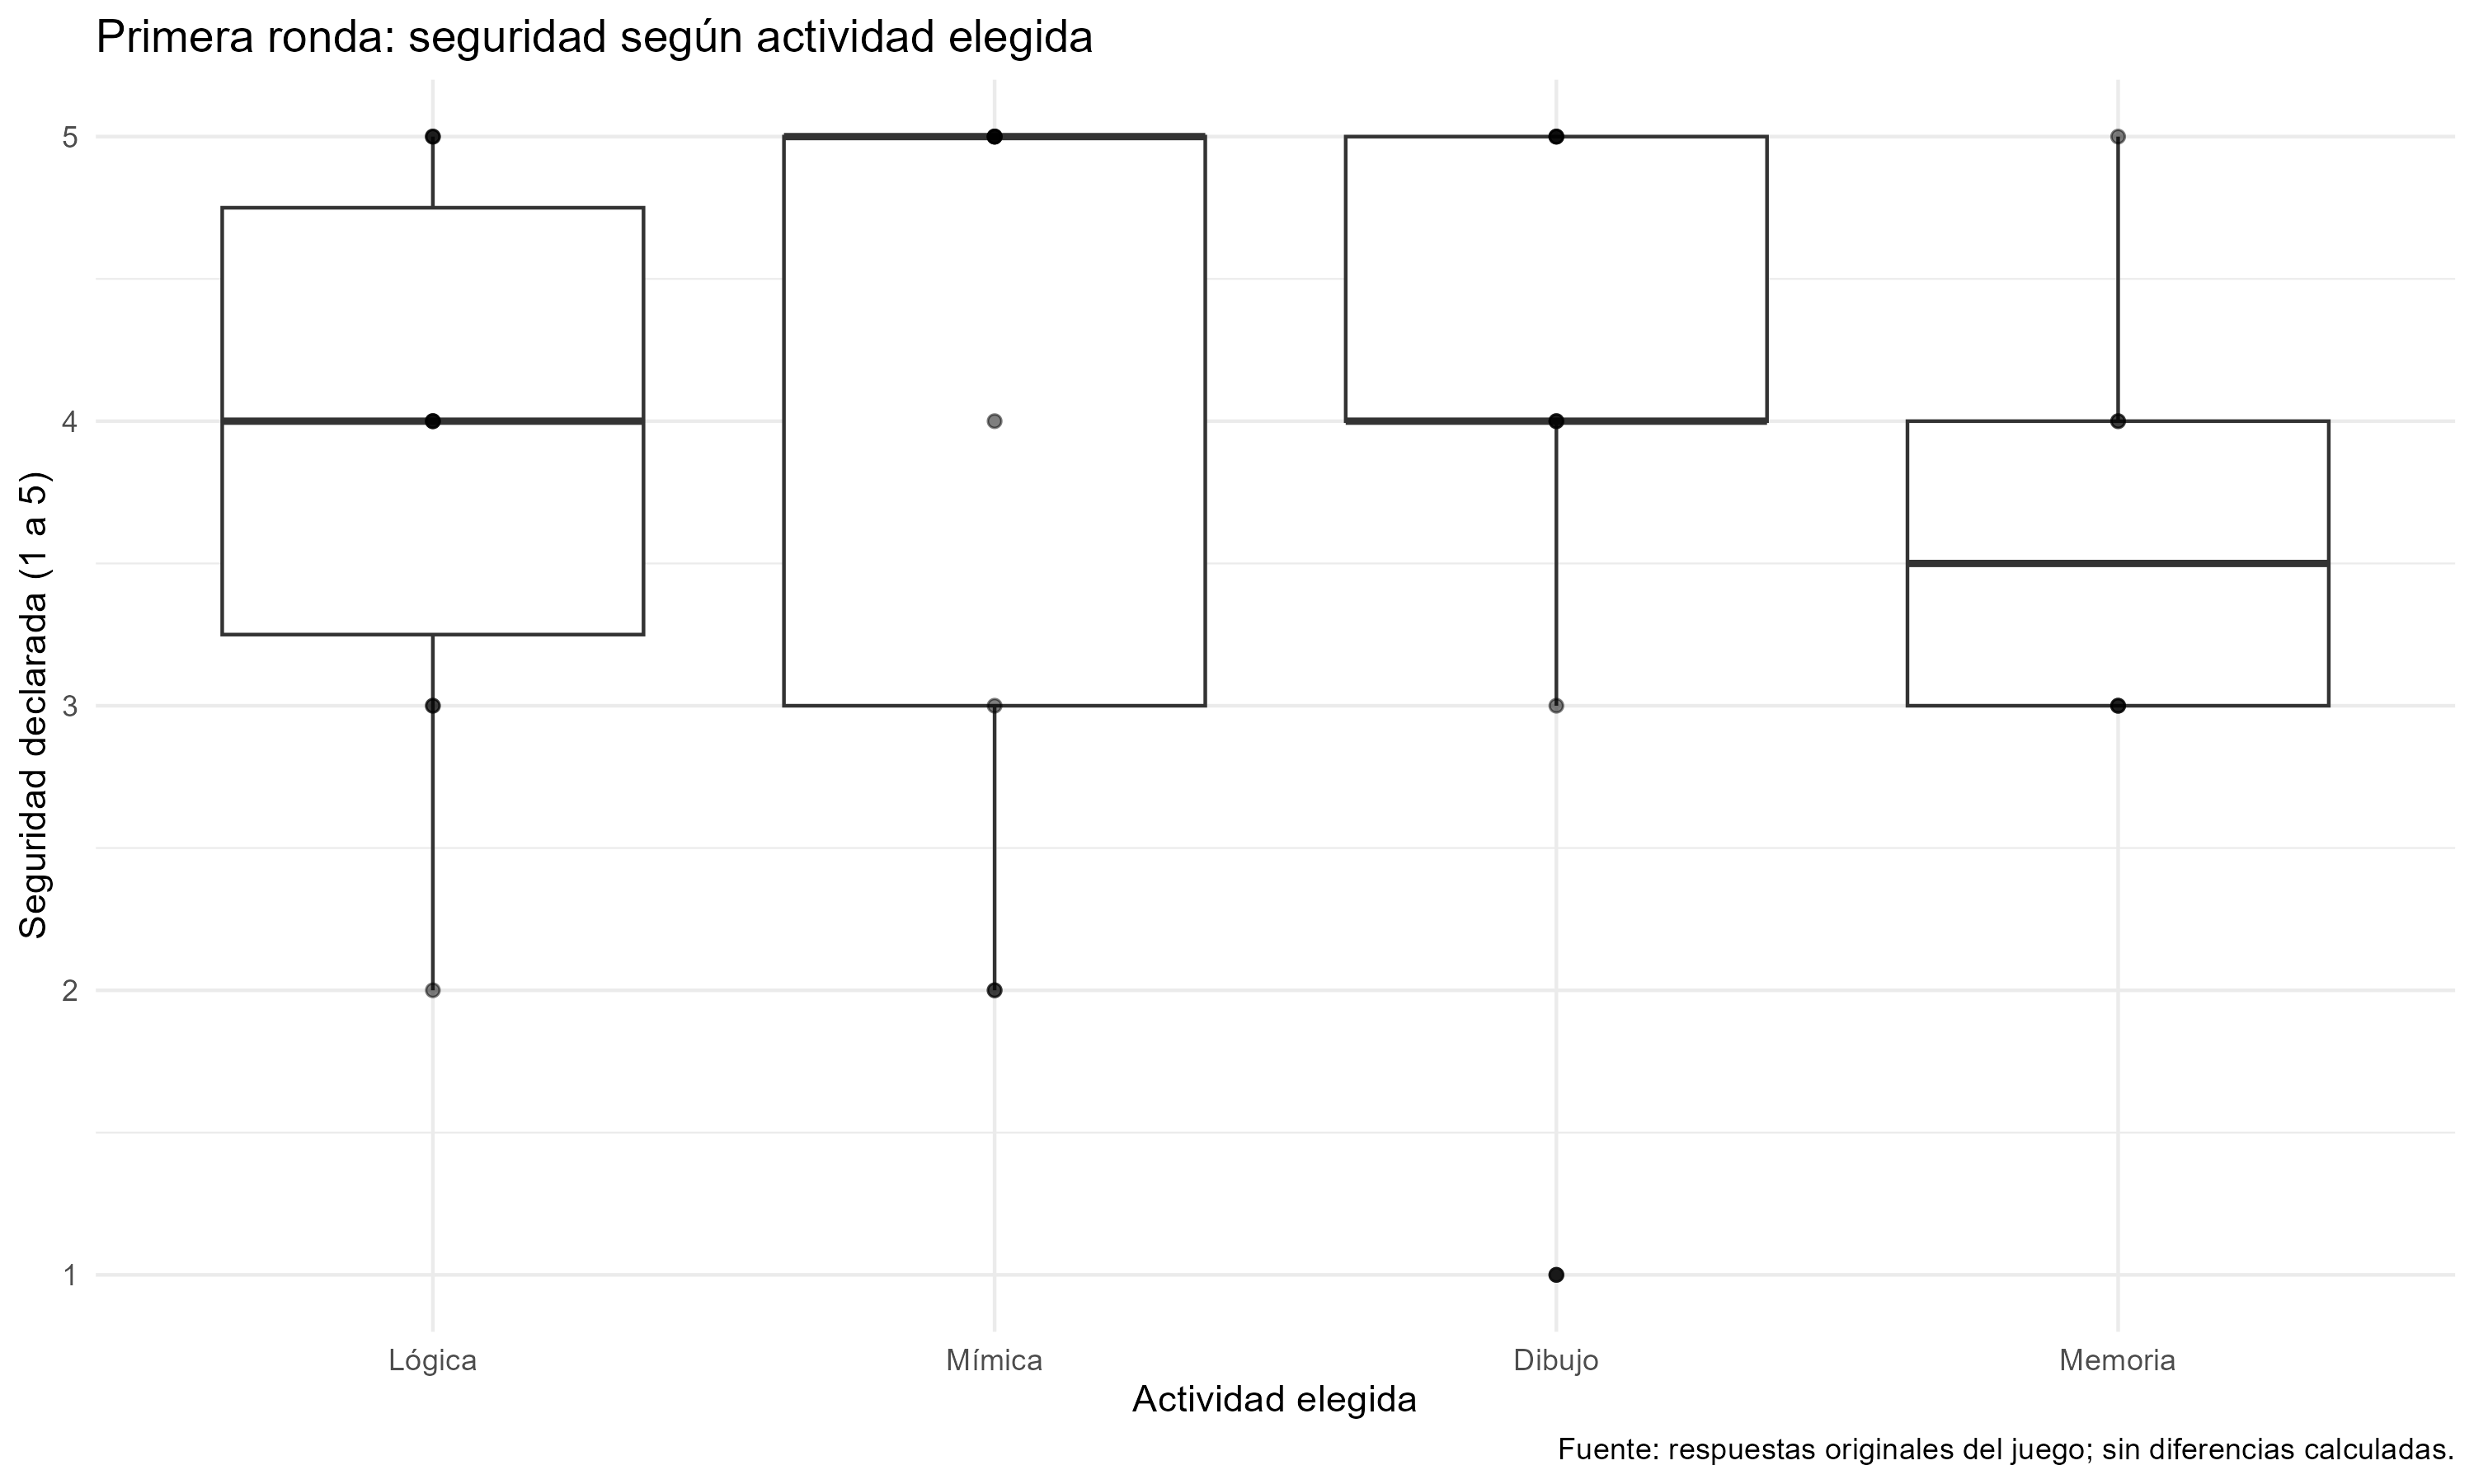 Primera ronda: seguridad según actividad elegida
Seguridad declarada (1 a 5)
5
4
3
2
1
Lógica
Mímica
Dibujo
Memoria
Actividad elegida
Fuente: respuestas originales del juego; sin diferencias calculadas.